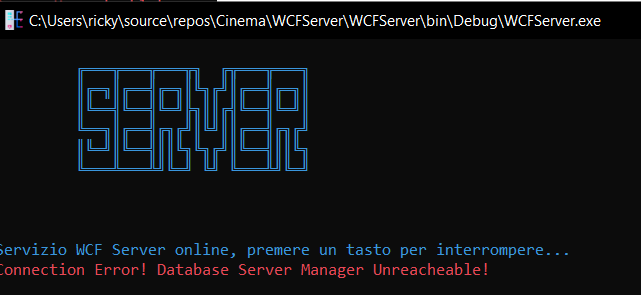 C:\Users\ricky\source\repos\Cinema\WCFServer\WCFServer\bin\Debug\WCFServer.exe
SERVER
Servizio WCF Server online, premere un tasto per interrompere...
Connection Error! Database Server Manager Unreacheable!